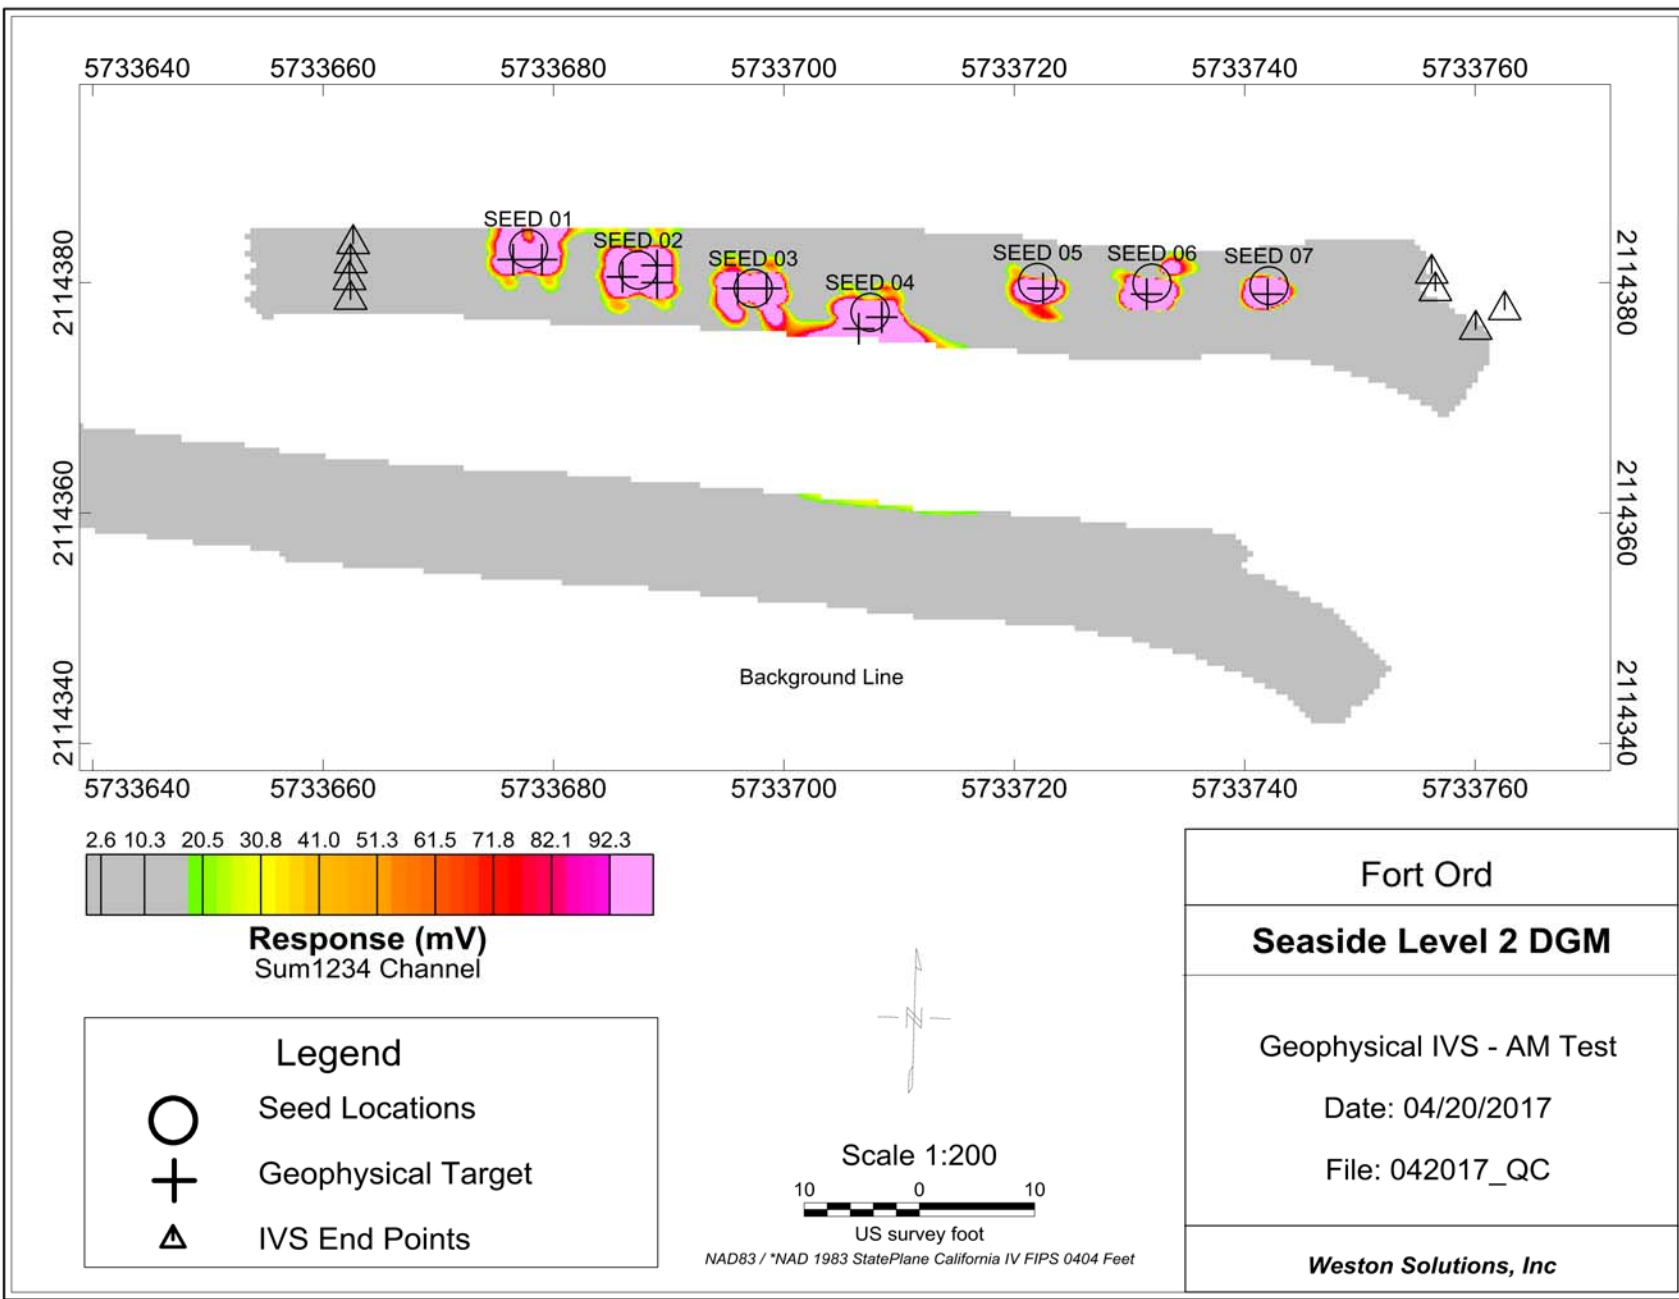 5733640 5733660 5733680 5733700 5733720 5733740 5733760
2114380
2114360
2114340
SEED 01
SEED 02
SEED 03
SEED 04
SEED 05
SEED 06
SEED 07
2114380
2114360
2114340
Background Line
5733640 5733660 5733680 5733700 5733720 5733740 5733760
2.6 10.3 20.5 30.8 41.0 51.3 61.5 71.8 82.1 92.3
Response (mV)
Sum1234 Channel
Legend
Seed Locations
Geophysical Target
IVS End Points
N
Scale 1:200
10 0 10
US survey foot
NAD83 / *NAD 1983 StatePlane California IV FIPS 0404 Feet
Fort Ord
Seaside Level 2 DGM
Geophysical IVS - AM Test
Date: 04/20/2017
File: 042017_QC
Weston Solutions, Inc